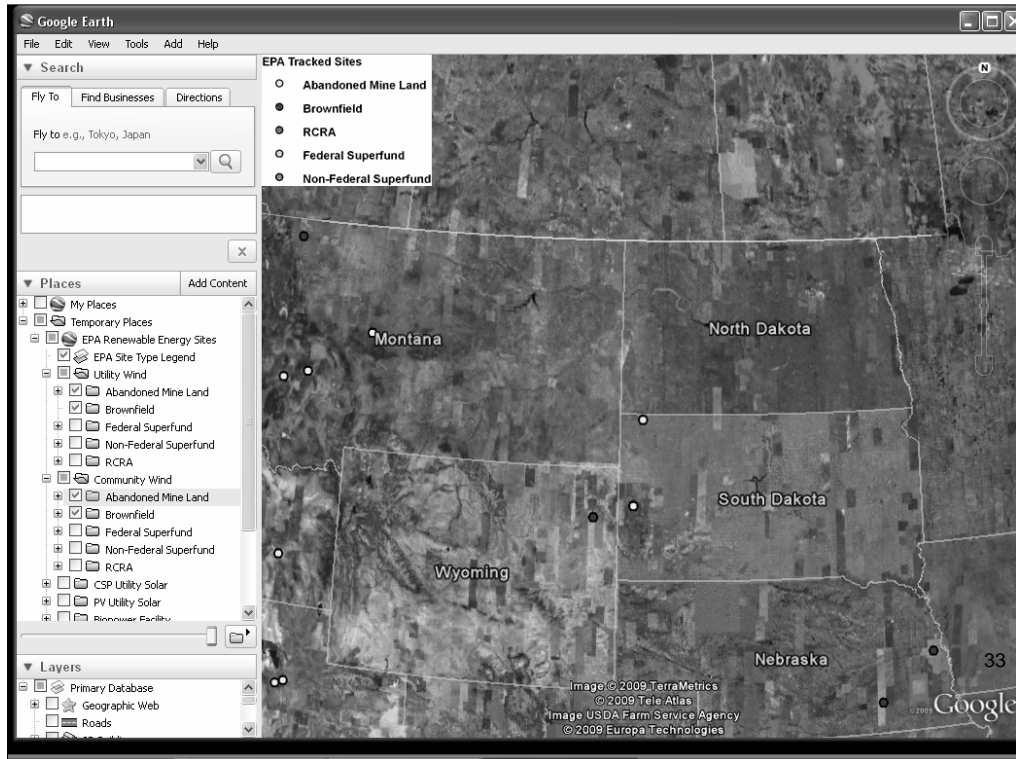 Google Earth
File Edit View Tools Add Help
Search
Fly To Find Businesses Directions
Fly to e.g., Tokyo, Japan
Places Add Content
My Places
Temporary Places
EPA Renewable Energy Sites
EPA Site Type Legend
Utility Wind
Abandoned Mine Land
Brownfield
Federal Superfund
Non-Federal Superfund
RCRA
Community Wind
Abandoned Mine Land
Brownfield
Federal Superfund
Non-Federal Superfund
RCRA
CSP Utility Solar
PV Utility Solar
Biopower Facility
Layers
Primary Database
Geographic Web
Roads
EPA Tracked Sites
Abandoned Mine Land
Brownfield
RCRA
Federal Superfund
Non-Federal Superfund
N
Montana
North Dakota
South Dakota
Wyoming
Nebraska
33
Image © 2009 TerraMetrics
© 2009 Tele Atlas
Image USDA Farm Service Agency
© 2009 Europa Technologies
©2009 Google